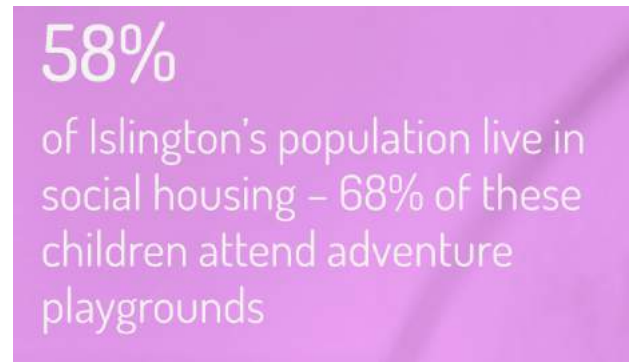 58%
of Islington’s population live in
social housing – 68% of these
children attend adventure
playgrounds